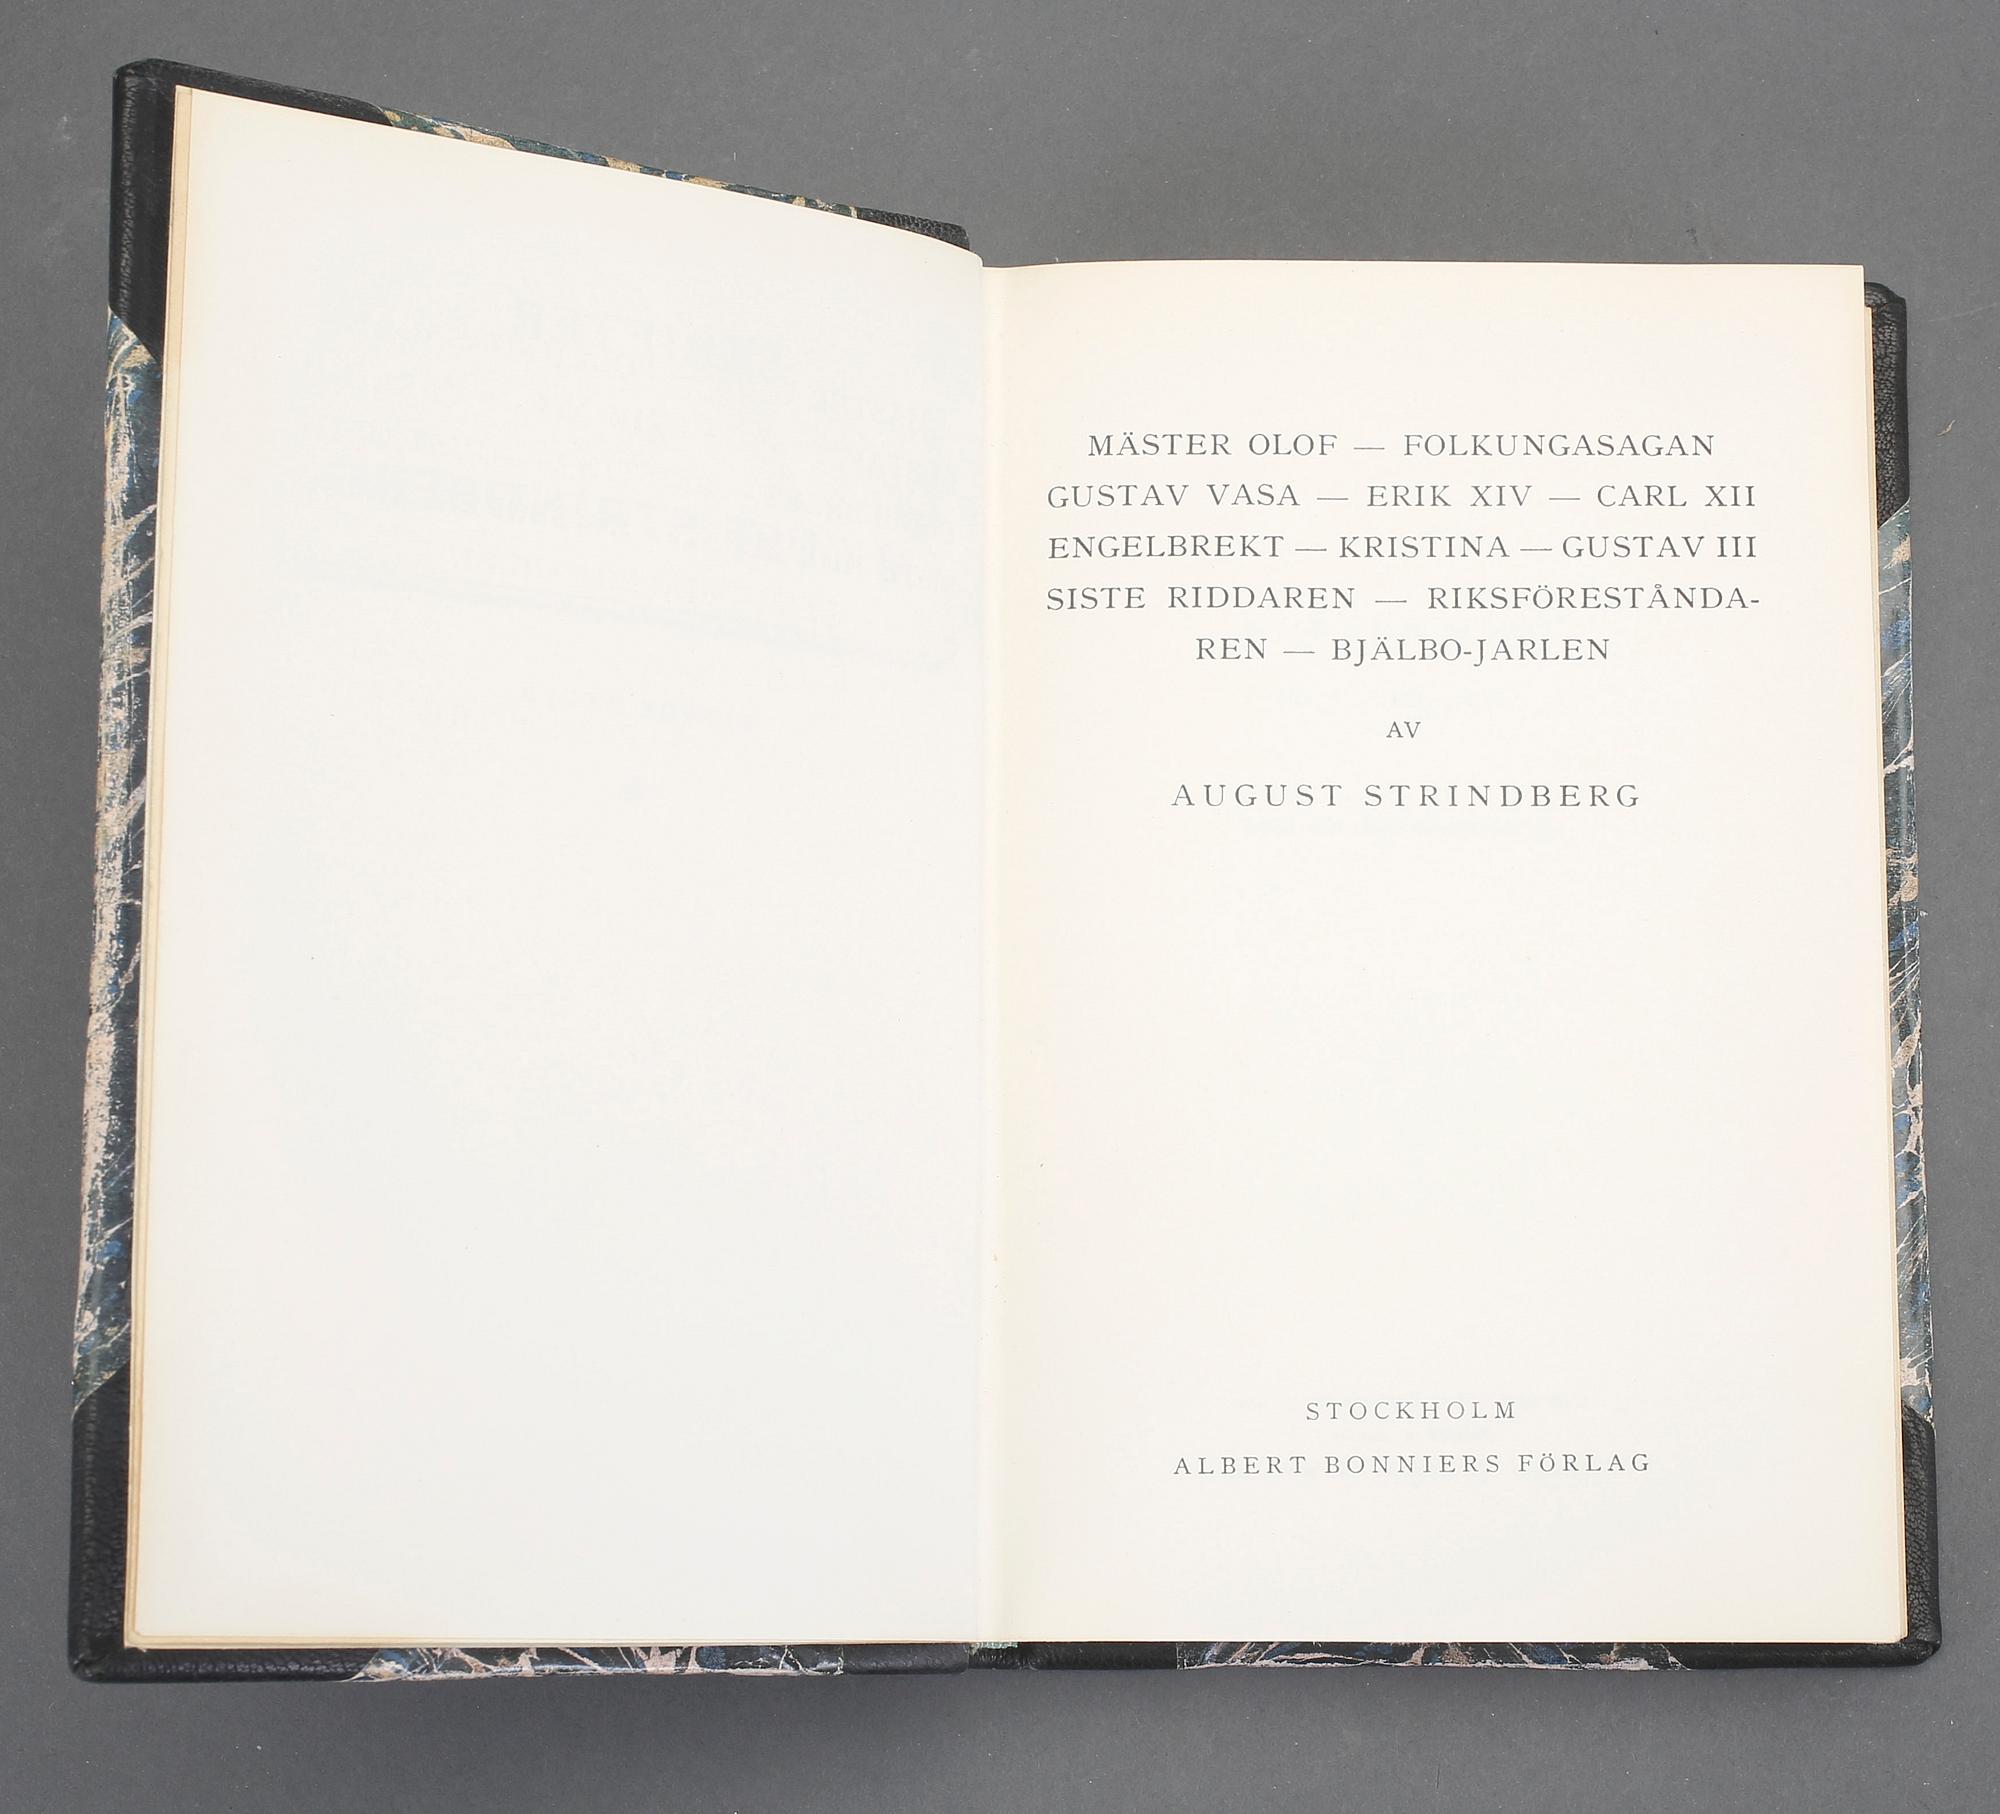 MÄSTER OLOF — FOLKUNGASAGAN
GUSTAV VASA — ERIK XIV — CARL XII
ENGELBREKT — KRISTINA — GUSTAV III
SISTE RIDDAREN — RIKSFÖRESTÅNDA-
REN — BJÄLBO-JARLEN
AV
AUGUST STRINDBERG
STOCKHOLM
ALBERT BONNIERS FÖRLAG